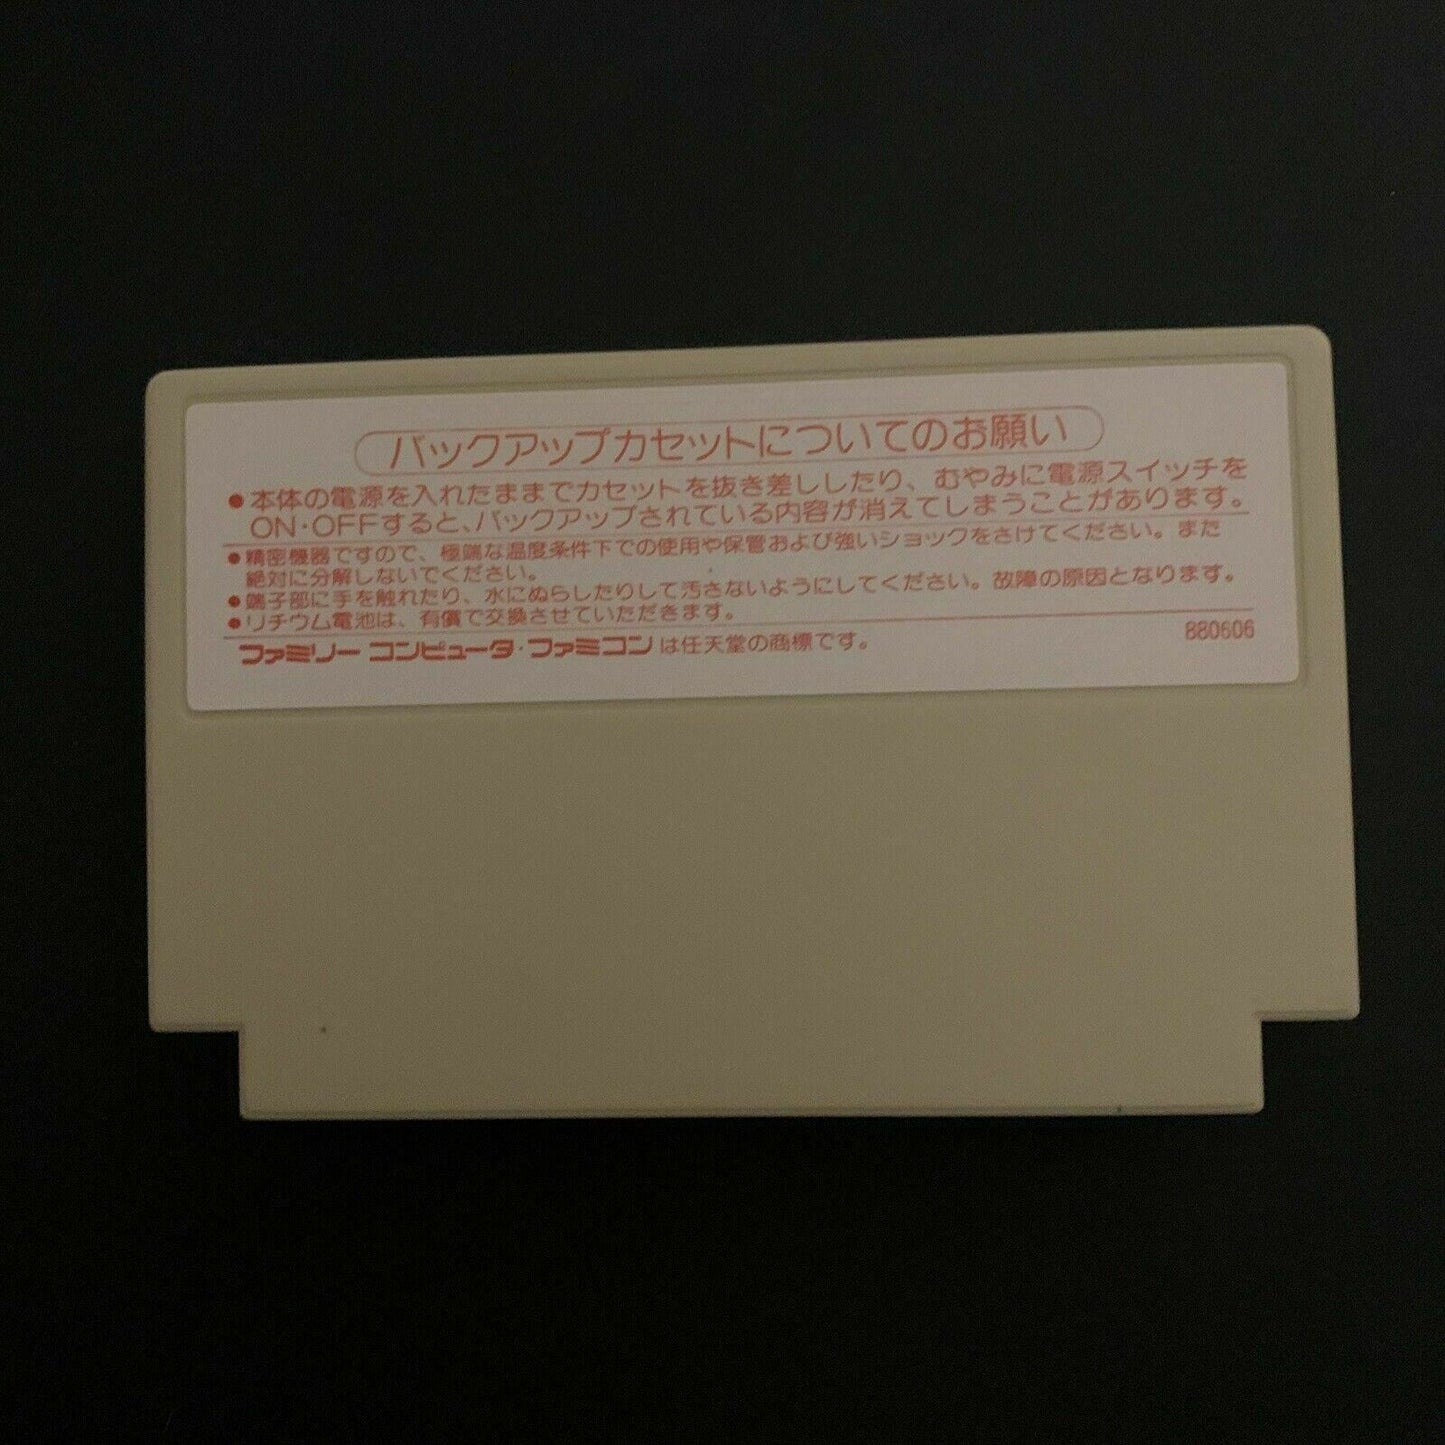 バックアップカセットについてのお願い
●本体の電源を入れたままでカセットを抜き差ししたり、むやみに電源スイッチを
ON・OFFすると、バックアップされている内容が消えてしまうことがあります。
●精密機器ですので、極端な温度条件下での使用や保管および強いショックをさけてください。また
絶対に分解しないでください。
●端子部に手を触れたり、水にぬらしたりして汚さないようにしてください。故障の原因となります。
●リチウム電池は、有償で交換させていただきます。
ファミリー コンピュータ・ファミコンは任天堂の商標です。 880606